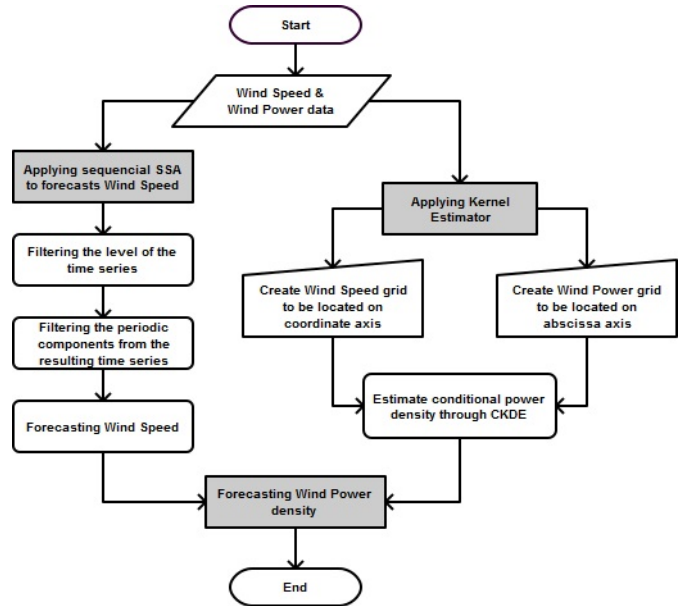 Start
Wind Speed &
Wind Power data
Applying sequencial SSA
to forecasts Wind Speed
Filtering the level of the
time series
Filtering the periodic
components from the
resulting time series
Forecasting Wind Speed
Applying Kernel
Estimator
Create Wind Speed grid
to be located on
coordinate axis
Create Wind Power grid
to be located on
abscissa axis
Estimate conditional power
density through CKDE
Forecasting Wind Power
density
End